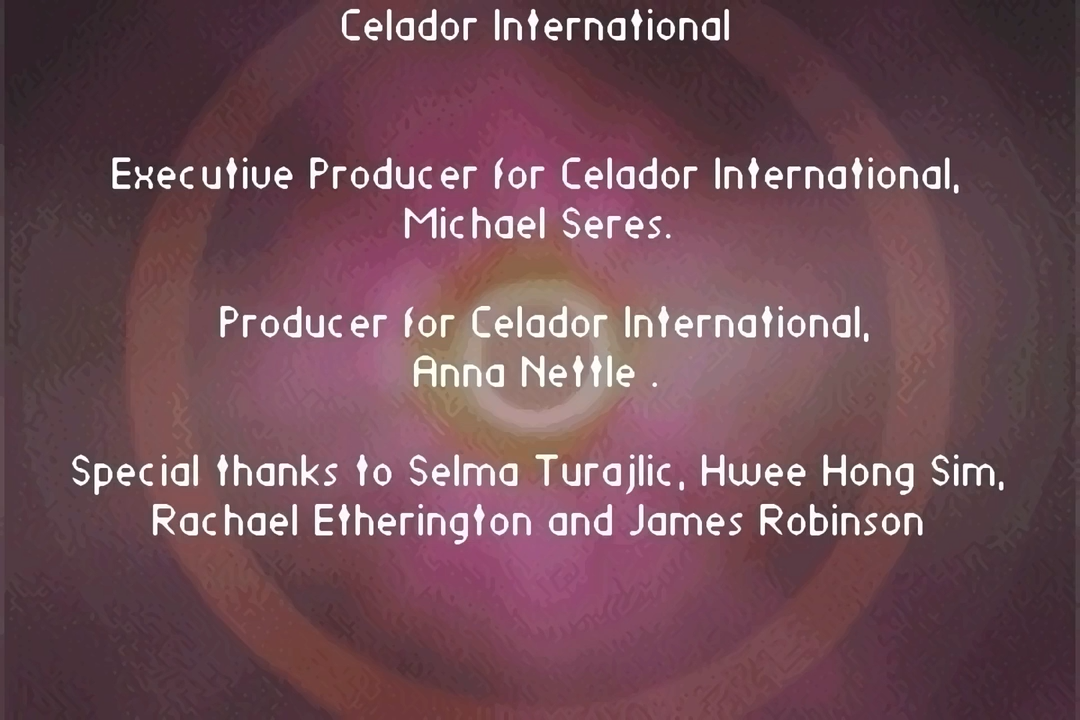 Celador International
Executive Producer for Celador International,
Michael Seres.
Producer for Celador International,
Anna Nettle .
Special thanks to Selma Turajlic, Hwee Hong Sim,
Rachael Etherington and James Robinson